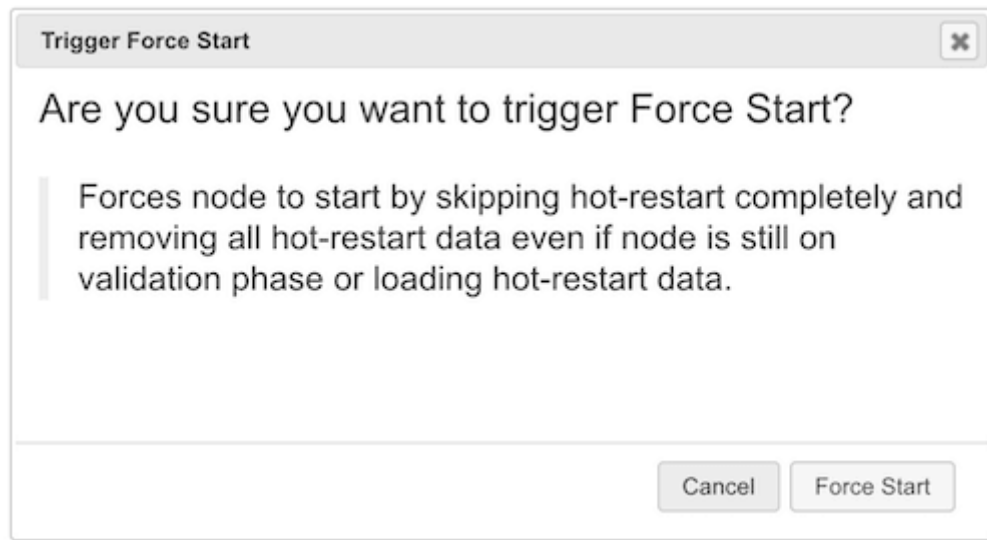 Trigger Force Start
Are you sure you want to trigger Force Start?
Forces node to start by skipping hot-restart completely and
removing all hot-restart data even if node is still on
validation phase or loading hot-restart data.
Cancel Force Start